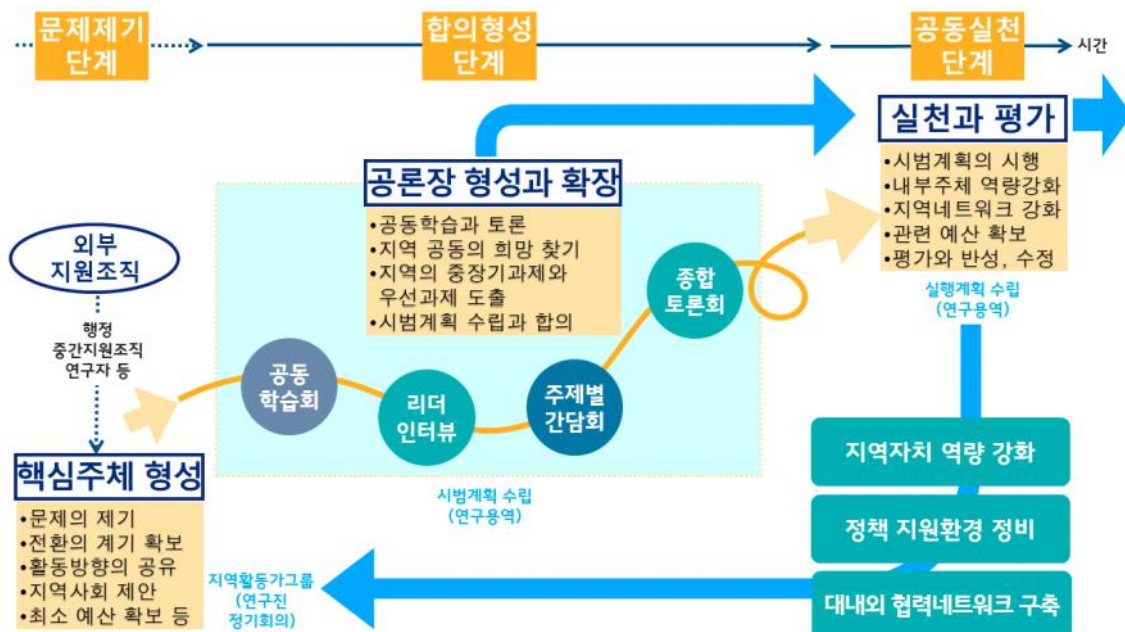 문제제기
단계
합의형성
단계
공동실천
단계
시간
실천과 평가
•시범계획의 시행
•내부주체 역량강화
•지역네트워크 강화
•관련 예산 확보
•평가와 반성, 수정
실행계획 수립
(연구용역)
공론장 형성과 확장
•공동학습과 토론
•지역 공동의 희망 찾기
•지역의 중장기과제와
우선과제 도출
•시범계획 수립과 합의
외부
지원조직
행정
중간지원조직
연구자 등
공동
학습회
리더
인터뷰
주제별
간담회
종합
토론회
시범계획 수립
(연구용역)
핵심주체 형성
•문제의 제기
•전환의 계기 확보
•활동방향의 공유
•지역사회 제안
•최소 예산 확보 등
지역활동가그룹
(연구진
정기회의)
지역자치 역량 강화
정책 지원환경 정비
대내외 협력네트워크 구축